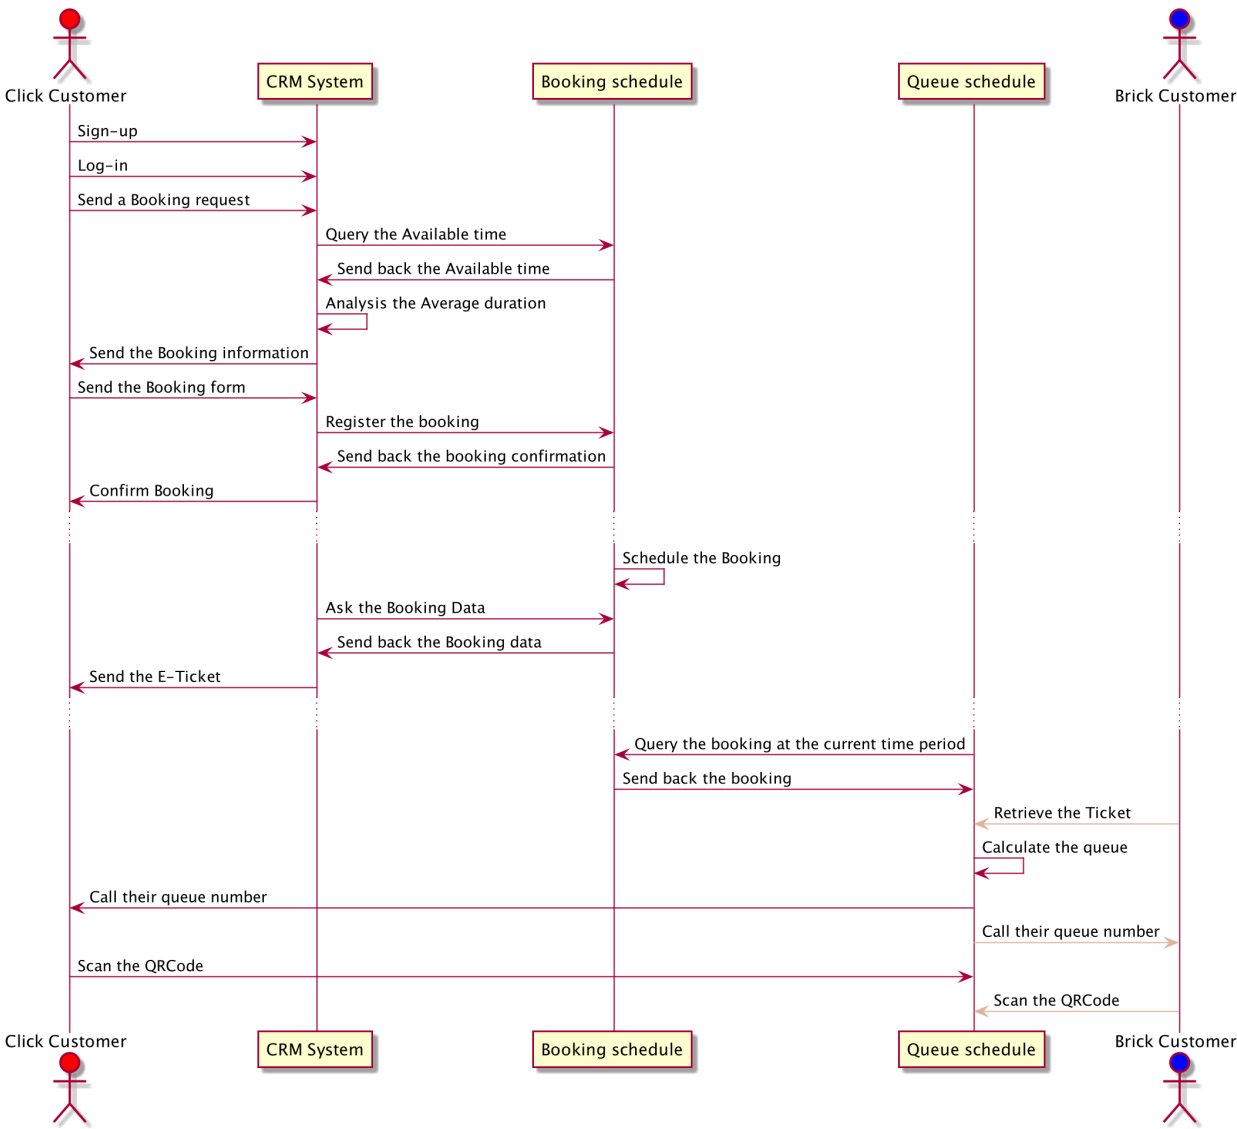 Click Customer
CRM System
Booking schedule
Queue schedule
Brick Customer
Sign-up
Log-in
Send a Booking request
Query the Available time
Send back the Available time
Analysis the Average duration
Send the Booking information
Send the Booking form
Register the booking
Send back the booking confirmation
Confirm Booking
Schedule the Booking
Ask the Booking Data
Send back the Booking data
Send the E-Ticket
Query the booking at the current time period
Send back the booking
Retrieve the Ticket
Calculate the queue
Call their queue number
Call their queue number
Scan the QRCode
Scan the QRCode
Click Customer
CRM System
Booking schedule
Queue schedule
Brick Customer